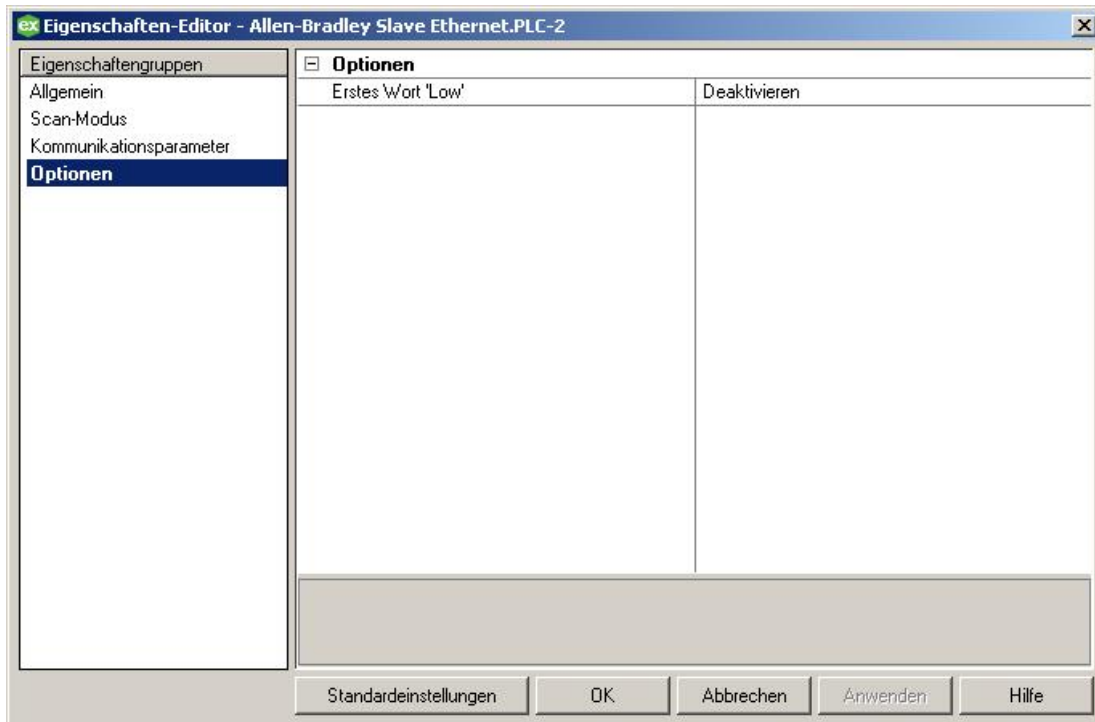 ex Eigenschaften-Editor - Allen-Bradley Slave Ethernet.PLC-2
Eigenschaftengruppen
Allgemein
Scan-Modus
Kommunikationsparameter
Optionen
Optionen
Erstes Wort 'Low' Deaktivieren
Standardeinstellungen OK Abbrechen Anwenden Hilfe